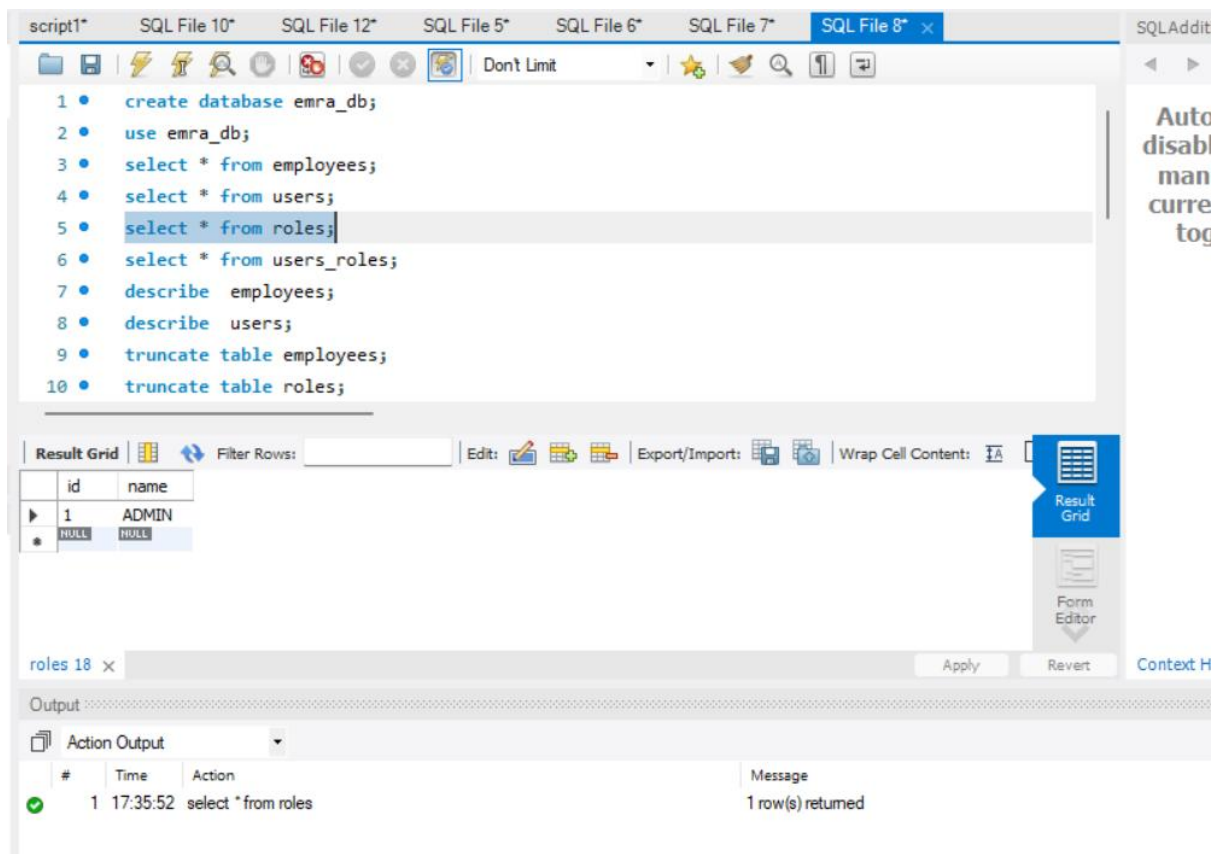 script1* SQL File 10* SQL File 12* SQL File 5* SQL File 6* SQL File 7* SQL File 8* × SQLAddit
Don't Limit
1 create database emra_db;
2 use emra_db;
3 select * from employees;
4 select * from users;
5 select * from roles;
6 select * from users_roles;
7 describe  employees;
8 describe  users;
9 truncate table employees;
10 truncate table roles;
Auto
disabl
man
curre
tog
Result Grid Filter Rows: Edit: Export/Import: Wrap Cell Content:
id name
1 ADMIN
NULL NULL
Result
Grid
Form
Editor
roles 18 × Apply Revert Context H
Output
Action Output
# Time Action Message
1 17:35:52 select * from roles 1 row(s) returned